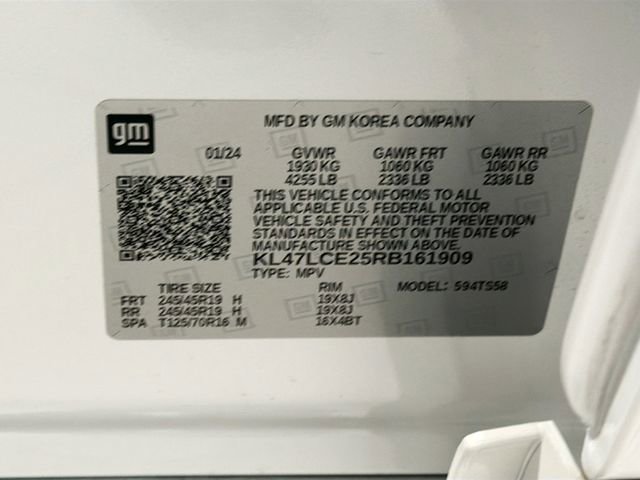 gm
MFD BY GM KOREA COMPANY
01/24 GVWR GAWR FRT GAWR RR
1930 KG 1060 KG 1060 KG
4255 LB 2336 LB 2336 LB
THIS VEHICLE CONFORMS TO ALL
APPLICABLE U.S. FEDERAL MOTOR
VEHICLE SAFETY AND THEFT PREVENTION
STANDARDS IN EFFECT ON THE DATE OF
MANUFACTURE SHOWN ABOVE.
KL47LCE25RB161909
TYPE: MPV
TIRE SIZE RIM MODEL: 594TS58
FRT 245/45R19 H 19X8J
RR 245/45R19 H 19X8J
SPA T125/70R16 M 16X4BT